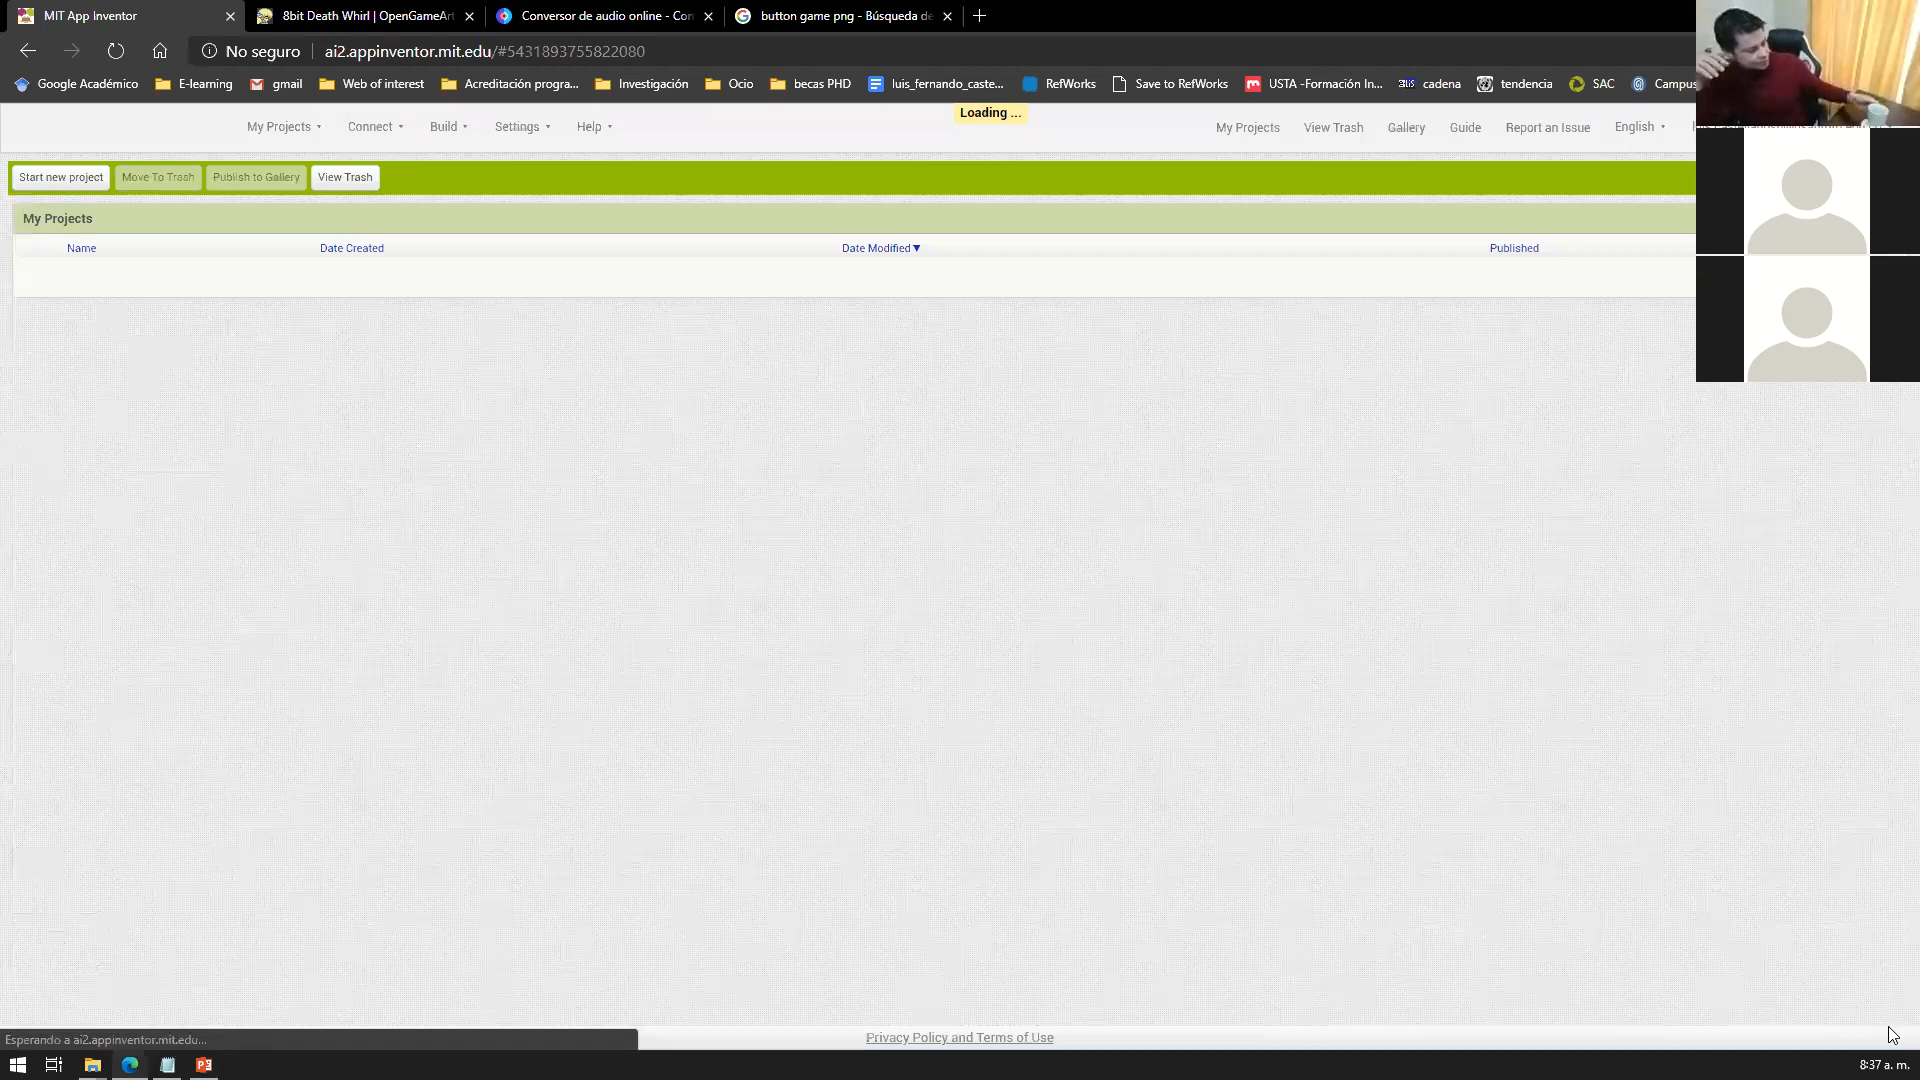 MIT App Inventor
8bit Death Whirl | OpenGameArt
Conversor de audio online - Con
button game png - Búsqueda de
No seguro
ai2.appinventor.mit.edu/#5431893755822080
Google Académico
E-learning
gmail
Web of interest
Acreditación progra...
Investigación
Ocio
becas PHD
luis_fernando_caste...
RefWorks
Save to RefWorks
USTA -Formación In...
cadena
tendencia
SAC
Campus
Loading ...
My Projects
Connect
Build
Settings
Help
My Projects
View Trash
Gallery
Guide
Report an Issue
English
Start new project
Move To Trash
Publish to Gallery
View Trash
My Projects
Name
Date Created
Date Modified ▼
Published
Esperando a ai2.appinventor.mit.edu...
Privacy Policy and Terms of Use
8:37 a. m.